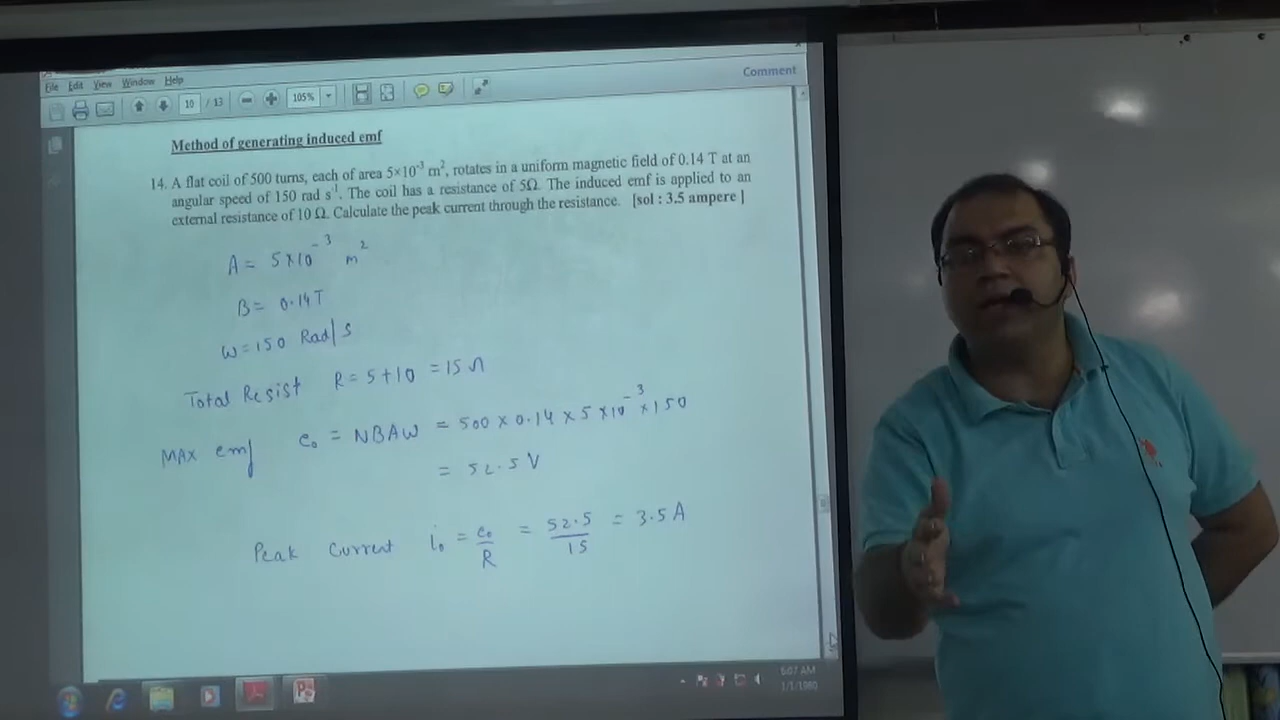 File Edit View Window Help
Comment
10 / 13 105%
Method of generating induced emf
14. A flat coil of 500 turns, each of area 5×10⁻³ m², rotates in a uniform magnetic field of 0.14 T at an
angular speed of 150 rad s⁻¹. The coil has a resistance of 5Ω. The induced emf is applied to an
external resistance of 10 Ω. Calculate the peak current through the resistance. [sol : 3.5 ampere ]
A = 5×10⁻³ m²
B = 0.14T
W = 150 Rad/s
Total Resist R = 5+10 = 15 Ω
MAX emf e₀ = NBAW = 500 × 0.14 × 5 × 10⁻³ × 150
= 52.5 V
Peak Current i₀ = e₀/R = 52.5/15 = 3.5 A
1/1/1980